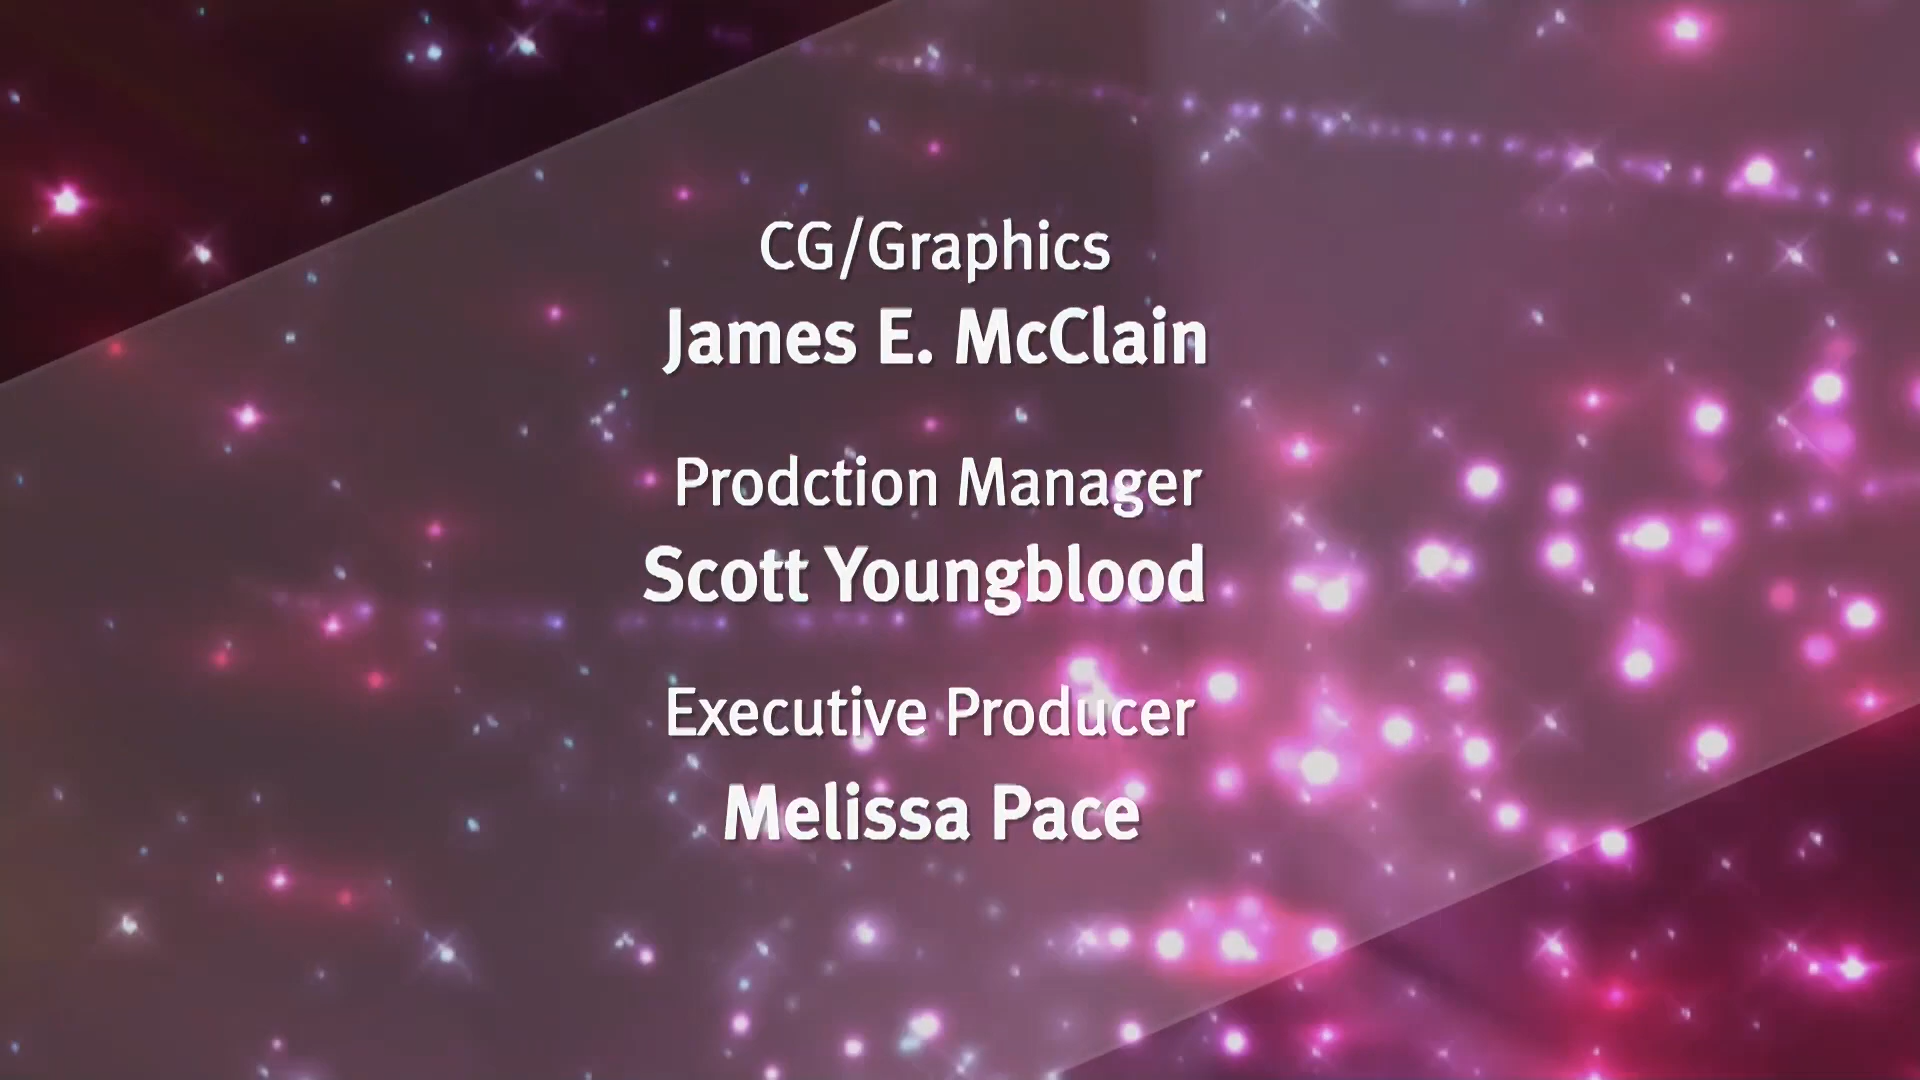 CG/Graphics
James E. McClain
Prodction Manager
Scott Youngblood
Executive Producer
Melissa Pace